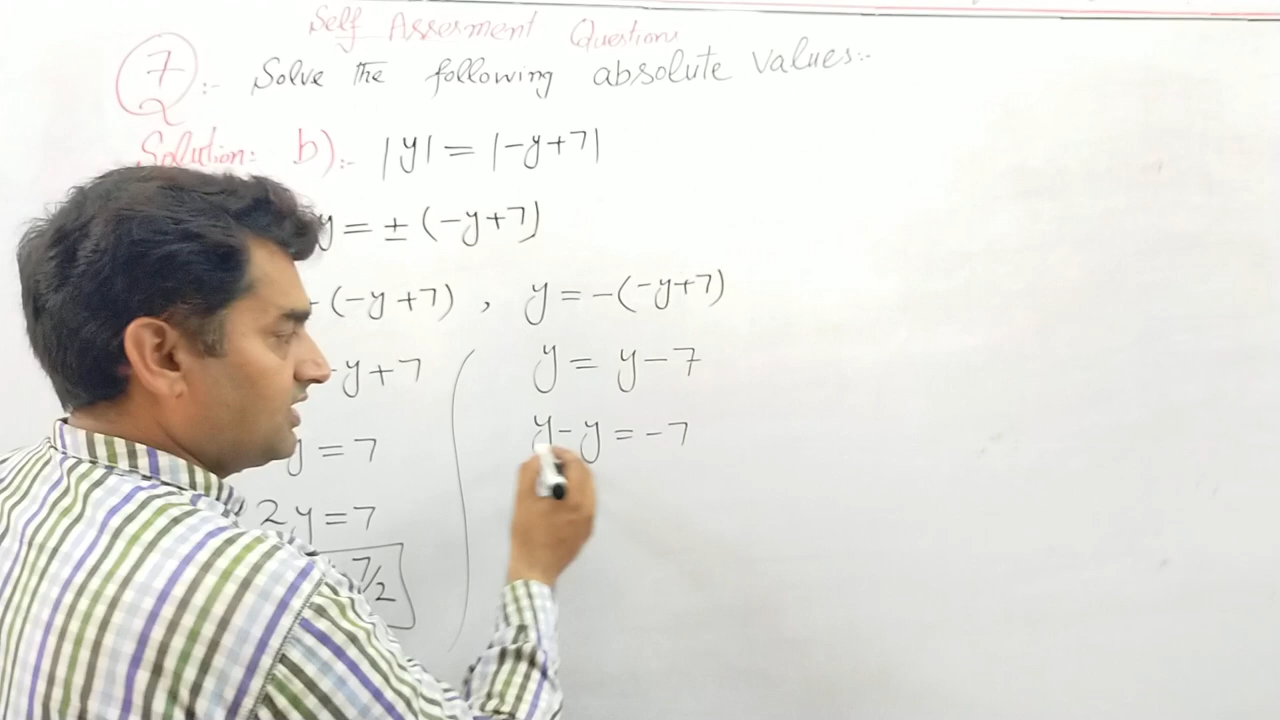 Self Assesment Questions
7 Q:- Solve the following absolute values:-
Solution: b):- |y| = |-y+7|
y = ± (-y+7)
(-y+7) , y = -(-y+7)
-y+7
y = y-7
y = 7
y-y = -7
2y = 7
7/2